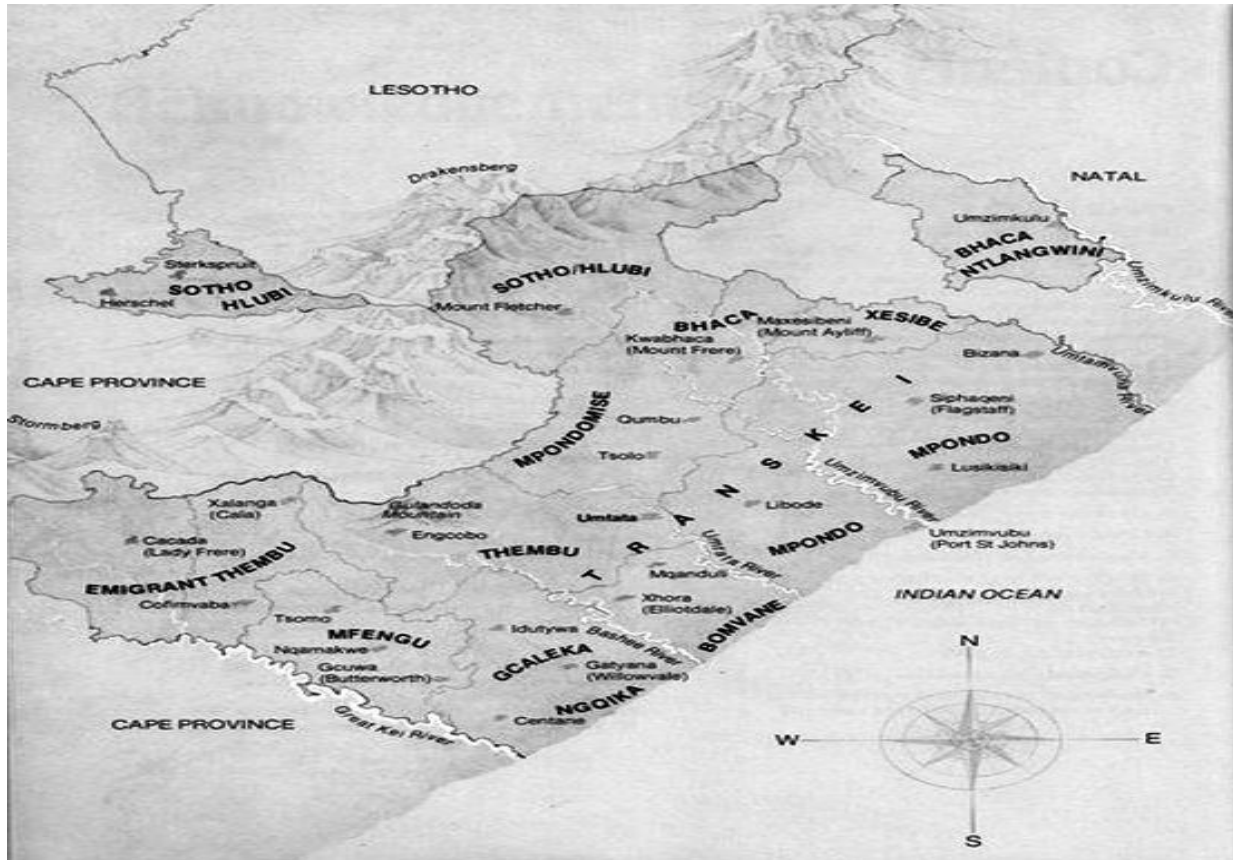 LESOTHO
Drakensberg
NATAL
Umzimkulu
BHACA
NTLANGWINI
Umzimkulu River
Sterkspruit
SOTHO
HLUBI
Herschel
SOTHO/HLUBI
Mount Fletcher
BHACA
Kwabhaca
(Mount Frere)
Maxesibeni
(Mount Ayliff)
XESIBE
Bizana
Umtamvuna River
CAPE PROVINCE
Stormberg
MPONDOMISE
Qumbu
Tsolo
Siphaqeni
(Flagstaff)
MPONDO
Lusikisiki
TRANSKEI
Umzimvubu River
Umzimvubu
(Port St Johns)
Xalanga
(Cala)
Mountain
Engcobo
Cacada
(Lady Frere)
EMIGRANT THEMBU
Cofimvaba
THEMBU
Umtata
Umtata River
Libode
MPONDO
Mqanduli
Xhora
(Elliotdale)
BOMVANE
Bashee River
INDIAN OCEAN
Tsomo
MFENGU
Nqamakwe
Gcuwa
(Butterworth)
Idutywa
GCALEKA
Gatyana
(Willowvale)
NGQIKA
Centane
Great Kei River
CAPE PROVINCE
N
W
E
S